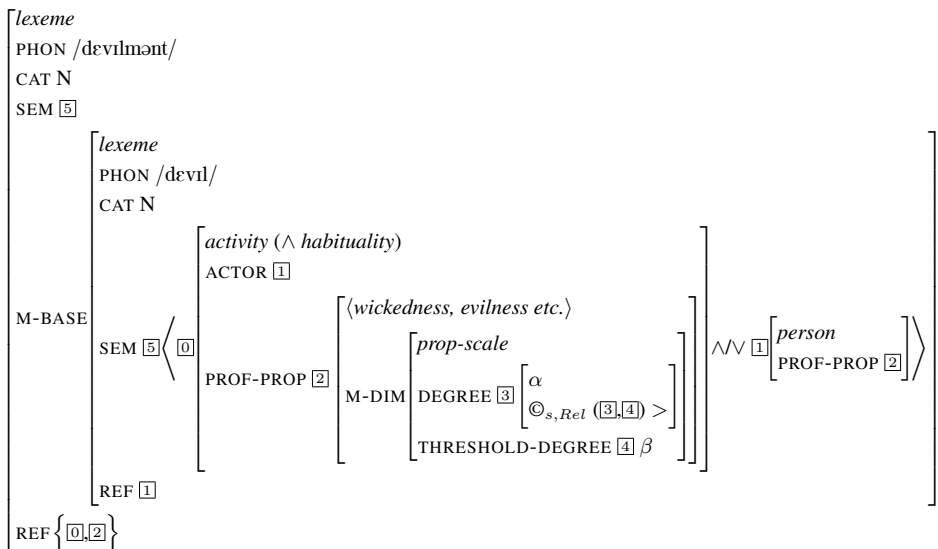 lexeme
PHON /dɛvɪlmənt/
CAT N
SEM 5
lexeme
PHON /dɛvɪl/
CAT N
activity (∧ habituality)
ACTOR 1
⟨wickedness, evilness etc.⟩
prop-scale
M-BASE SEM 5 ⟨ 0 PROF-PROP 2 M-DIM DEGREE 3 α ©s,Rel (3,4) > ∧/∨ 1 person PROF-PROP 2 ⟩
THRESHOLD-DEGREE 4 β
REF 1
REF {0,2}